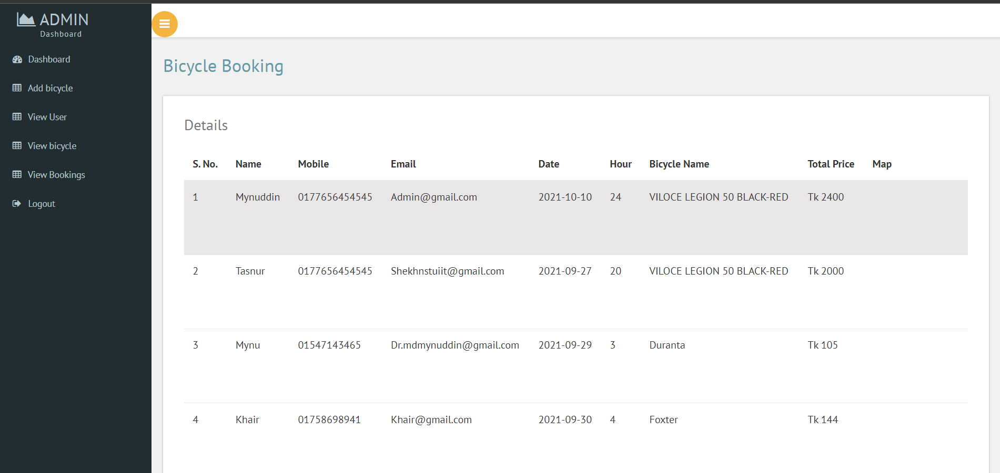 ADMIN
Dashboard
Dashboard
Add bicycle
View User
View bicycle
View Bookings
Logout
Bicycle Booking
Details
S. No. Name Mobile Email Date Hour Bicycle Name Total Price Map
1 Mynuddin 0177656454545 Admin@gmail.com 2021-10-10 24 VILOCE LEGION 50 BLACK-RED Tk 2400
2 Tasnur 0177656454545 Shekhnstuiit@gmail.com 2021-09-27 20 VILOCE LEGION 50 BLACK-RED Tk 2000
3 Mynu 01547143465 Dr.mdmynuddin@gmail.com 2021-09-29 3 Duranta Tk 105
4 Khair 01758698941 Khair@gmail.com 2021-09-30 4 Foxter Tk 144